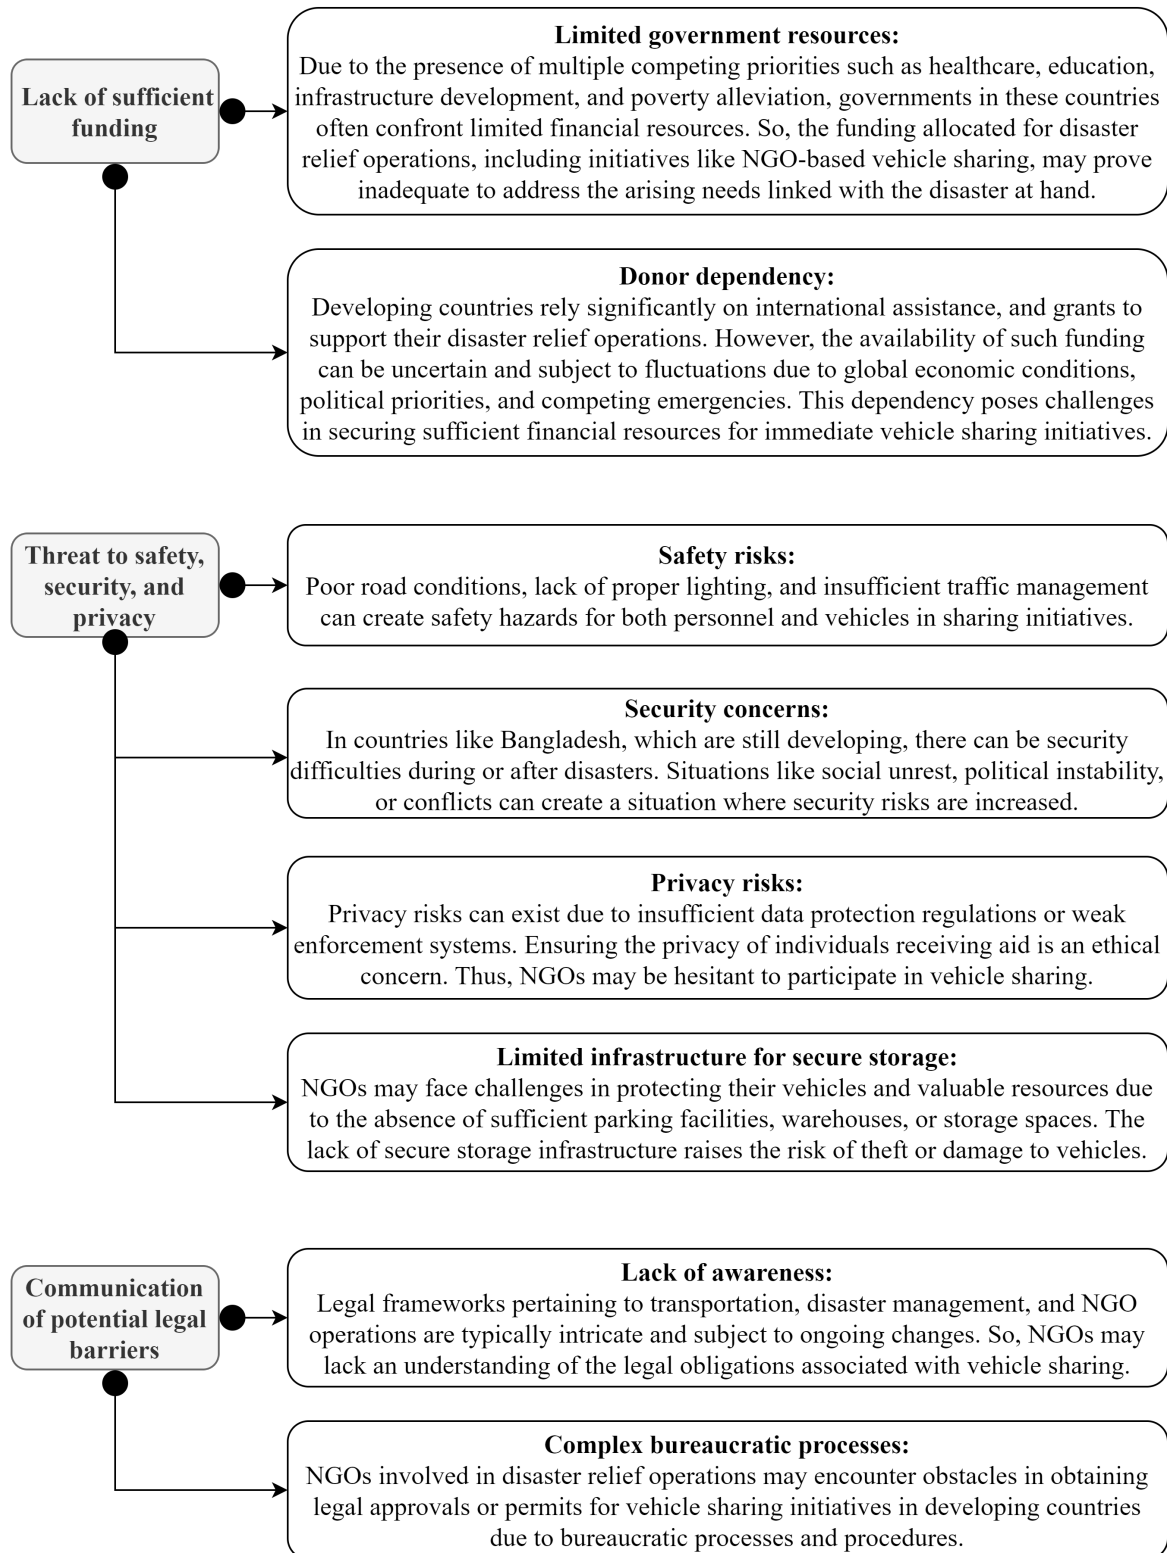 Lack of sufficient
funding
Limited government resources:
Due to the presence of multiple competing priorities such as healthcare, education,
infrastructure development, and poverty alleviation, governments in these countries
often confront limited financial resources. So, the funding allocated for disaster
relief operations, including initiatives like NGO-based vehicle sharing, may prove
inadequate to address the arising needs linked with the disaster at hand.
Donor dependency:
Developing countries rely significantly on international assistance, and grants to
support their disaster relief operations. However, the availability of such funding
can be uncertain and subject to fluctuations due to global economic conditions,
political priorities, and competing emergencies. This dependency poses challenges
in securing sufficient financial resources for immediate vehicle sharing initiatives.
Threat to safety,
security, and
privacy
Safety risks:
Poor road conditions, lack of proper lighting, and insufficient traffic management
can create safety hazards for both personnel and vehicles in sharing initiatives.
Security concerns:
In countries like Bangladesh, which are still developing, there can be security
difficulties during or after disasters. Situations like social unrest, political instability,
or conflicts can create a situation where security risks are increased.
Privacy risks:
Privacy risks can exist due to insufficient data protection regulations or weak
enforcement systems. Ensuring the privacy of individuals receiving aid is an ethical
concern. Thus, NGOs may be hesitant to participate in vehicle sharing.
Limited infrastructure for secure storage:
NGOs may face challenges in protecting their vehicles and valuable resources due
to the absence of sufficient parking facilities, warehouses, or storage spaces. The
lack of secure storage infrastructure raises the risk of theft or damage to vehicles.
Communication
of potential legal
barriers
Lack of awareness:
Legal frameworks pertaining to transportation, disaster management, and NGO
operations are typically intricate and subject to ongoing changes. So, NGOs may
lack an understanding of the legal obligations associated with vehicle sharing.
Complex bureaucratic processes:
NGOs involved in disaster relief operations may encounter obstacles in obtaining
legal approvals or permits for vehicle sharing initiatives in developing countries
due to bureaucratic processes and procedures.